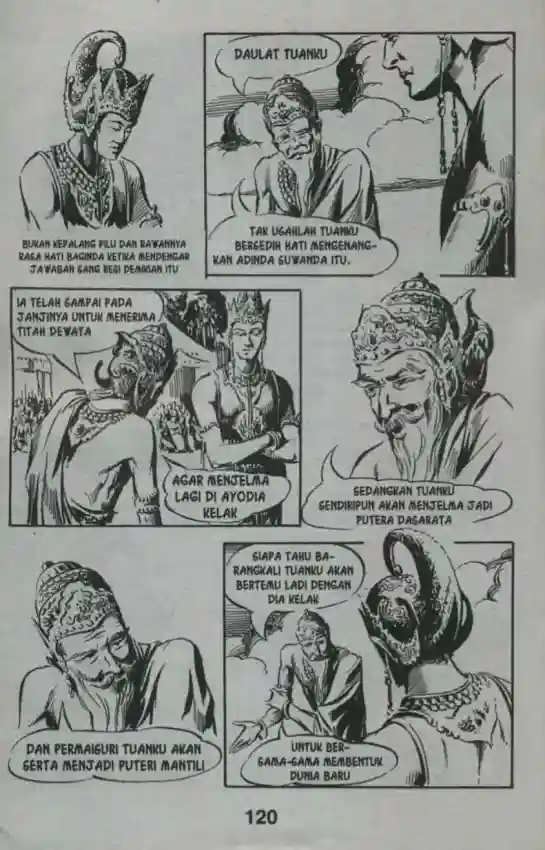 BUKAN KEPALANG PILU DAN RAWANNYA
RASA HATI BAGINDA KETIKA MENDENGAR
JAWABAN SANG REGI DEMIKIAN ITU
DAULAT TUANKU
TAK USAHLAH TUANKU
BERSEDIH HATI MENGENANG-
KAN ADINDA SUWANDA ITU.
IA TELAH SAMPAI PADA
JANJINYA UNTUK MENERIMA
TITAH DEWATA
AGAR MENJELMA
LAGI DI AYODIA
KELAK
SEDANGKAN TUANKU
SENDIRIPUN AKAN MENJELMA JADI
PUTERA DASARATA
DAN PERMAISURI TUANKU AKAN
SERTA MENJADI PUTERI MANTILI
SIAPA TAHU BA-
RANGKALI TUANKU AKAN
BERTEMU LADI DENGAN
DIA KELAK
UNTUK BER-
SAMA-SAMA MEMBENTUK
DUNIA BARU
120